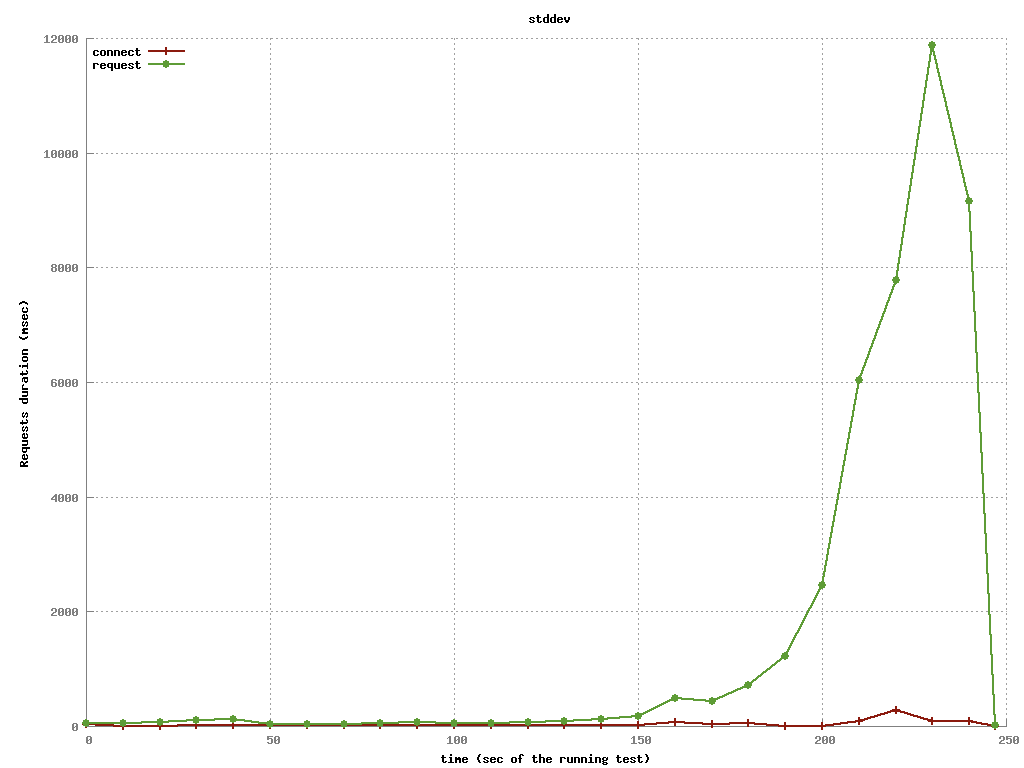 stddev
12000
connect
request
10000
8000
6000
4000
2000
0
Requests duration (msec)
0 50 100 150 200 250
time (sec of the running test)